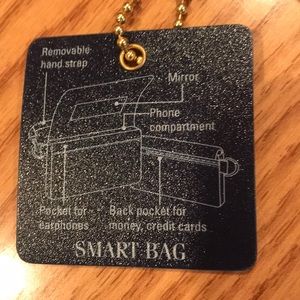 Removable
hand strap
Mirror
Phone
compartment
Pocket for
earphones
Back pocket for
money, credit cards
SMART BAG